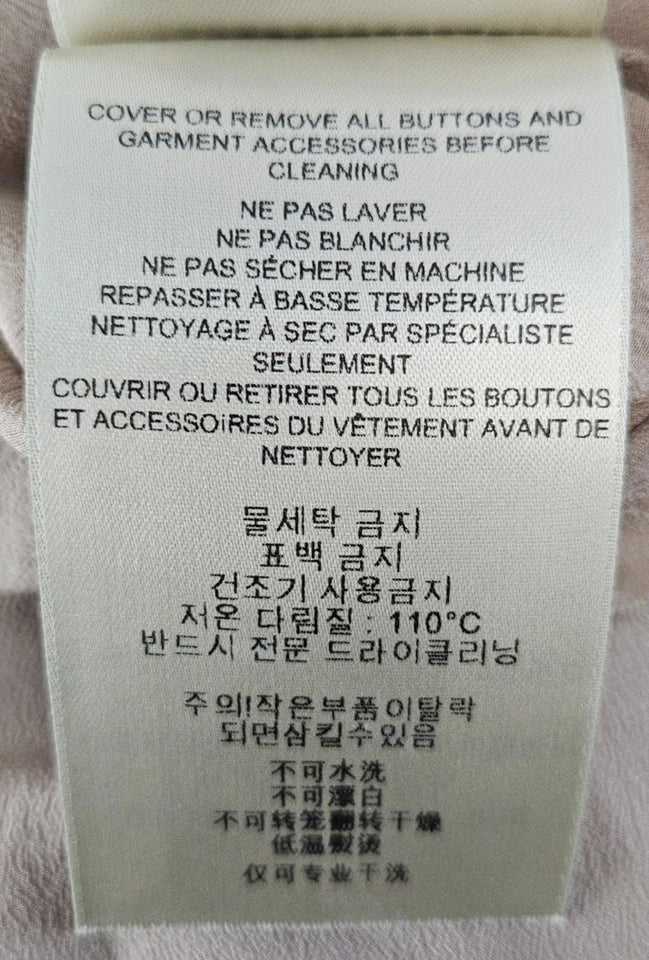 COVER OR REMOVE ALL BUTTONS AND
GARMENT ACCESSORIES BEFORE
CLEANING
NE PAS LAVER
NE PAS BLANCHIR
NE PAS SÉCHER EN MACHINE
REPASSER À BASSE TEMPÉRATURE
NETTOYAGE À SEC PAR SPÉCIALISTE
SEULEMENT
COUVRIR OU RETIRER TOUS LES BOUTONS
ET ACCESSOiRES DU VÊTEMENT AVANT DE
NETTOYER
물세탁 금지
표백 금지
건조기 사용금지
저온 다림질 : 110°C
반드시 전문 드라이클리닝
주의!작은부품이탈락
되면삼킬수있음
不可水洗
不可漂白
不可转笼翻转干燥
低温熨烫
仅可专业干洗